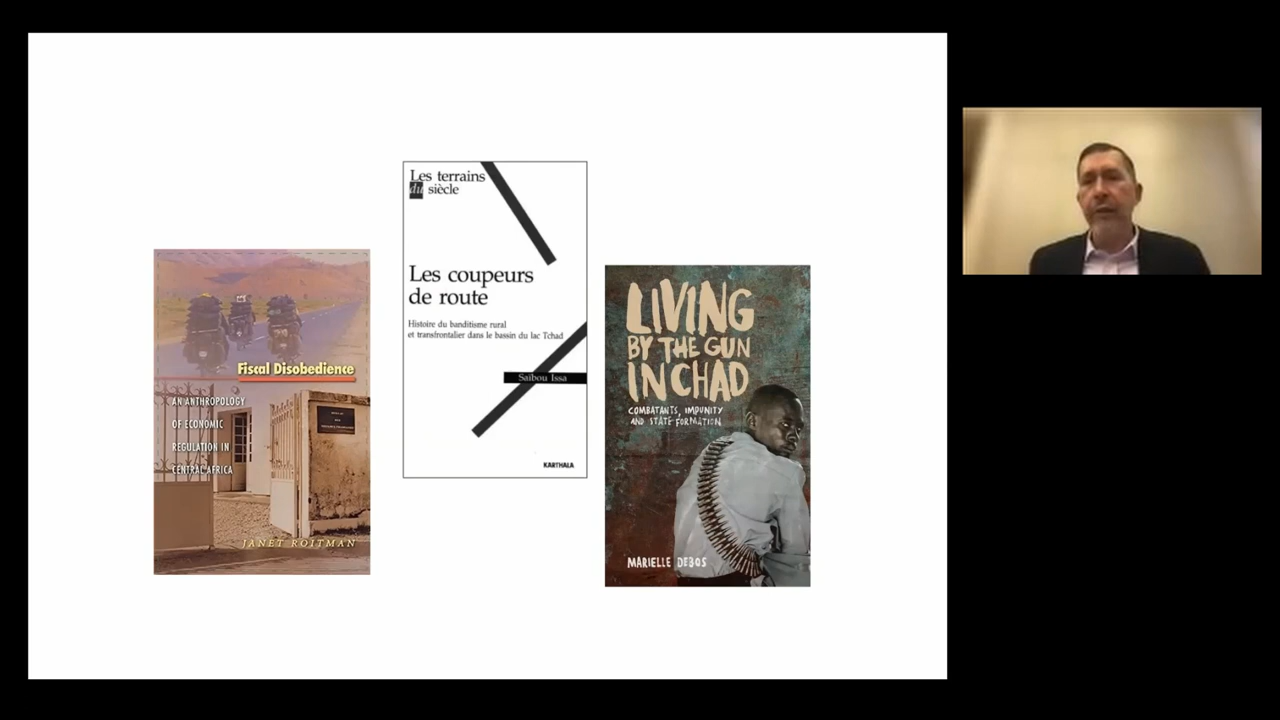 Fiscal Disobedience
AN ANTHROPOLOGY
OF ECONOMIC
REGULATION IN
CENTRAL AFRICA
JANET ROITMAN
Les terrains
du siècle
Les coupeurs
de route
Histoire du banditisme rural
et transfrontalier dans le bassin du lac Tchad
Saïbou Issa
KARTHALA
LIVING
BY THE GUN
IN CHAD
COMBATANTS, IMPUNITY
AND STATE FORMATION
MARIELLE DEBOS